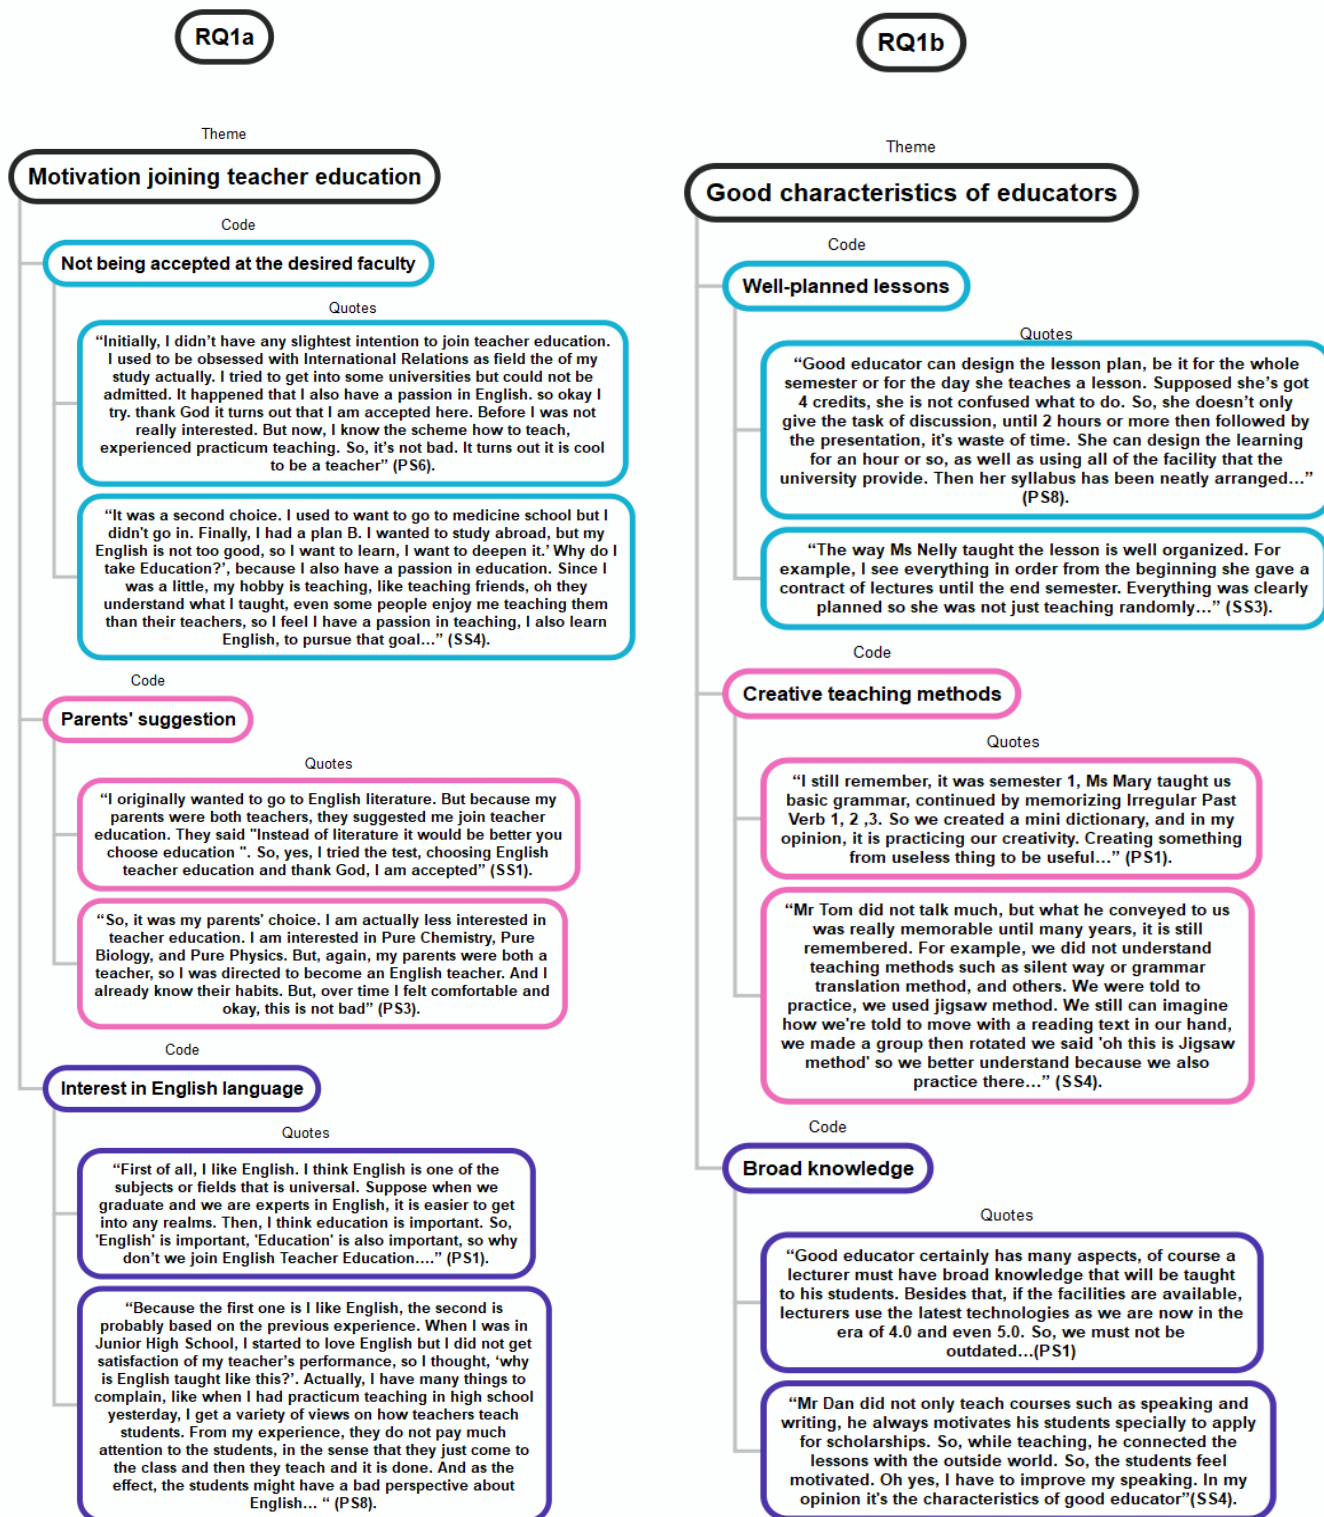 RQ1a
Theme
Motivation joining teacher education
Code
Not being accepted at the desired faculty
Quotes
“Initially, I didn’t have any slightest intention to join teacher education.
I used to be obsessed with International Relations as field the of my
study actually. I tried to get into some universities but could not be
admitted. It happened that I also have a passion in English. so okay I
try. thank God it turns out that I am accepted here. Before I was not
really interested. But now, I know the scheme how to teach,
experienced practicum teaching. So, it’s not bad. It turns out it is cool
to be a teacher” (PS6).
“It was a second choice. I used to want to go to medicine school but I
didn't go in. Finally, I had a plan B. I wanted to study abroad, but my
English is not too good, so I want to learn, I want to deepen it.’ Why do I
take Education?’, because I also have a passion in education. Since I
was a little, my hobby is teaching, like teaching friends, oh they
understand what I taught, even some people enjoy me teaching them
than their teachers, so I feel I have a passion in teaching, I also learn
English, to pursue that goal…” (SS4).
Code
Parents' suggestion
Quotes
“I originally wanted to go to English literature. But because my
parents were both teachers, they suggested me join teacher
education. They said "Instead of literature it would be better you
choose education ". So, yes, I tried the test, choosing English
teacher education and thank God, I am accepted” (SS1).
“So, it was my parents' choice. I am actually less interested in
teacher education. I am interested in Pure Chemistry, Pure
Biology, and Pure Physics. But, again, my parents were both a
teacher, so I was directed to become an English teacher. And I
already know their habits. But, over time I felt comfortable and
okay, this is not bad” (PS3).
Code
Interest in English language
Quotes
“First of all, I like English. I think English is one of the
subjects or fields that is universal. Suppose when we
graduate and we are experts in English, it is easier to get
into any realms. Then, I think education is important. So,
'English' is important, 'Education' is also important, so why
don’t we join English Teacher Education….” (PS1).
“Because the first one is I like English, the second is
probably based on the previous experience. When I was in
Junior High School, I started to love English but I did not get
satisfaction of my teacher’s performance, so I thought, ‘why
is English taught like this?’. Actually, I have many things to
complain, like when I had practicum teaching in high school
yesterday, I get a variety of views on how teachers teach
students. From my experience, they do not pay much
attention to the students, in the sense that they just come to
the class and then they teach and it is done. And as the
effect, the students might have a bad perspective about
English… “ (PS8).
RQ1b
Theme
Good characteristics of educators
Code
Well-planned lessons
Quotes
“Good educator can design the lesson plan, be it for the whole
semester or for the day she teaches a lesson. Supposed she’s got
4 credits, she is not confused what to do. So, she doesn’t only
give the task of discussion, until 2 hours or more then followed by
the presentation, it's waste of time. She can design the learning
for an hour or so, as well as using all of the facility that the
university provide. Then her syllabus has been neatly arranged…”
(PS8).
“The way Ms Nelly taught the lesson is well organized. For
example, I see everything in order from the beginning she gave a
contract of lectures until the end semester. Everything was clearly
planned so she was not just teaching randomly…” (SS3).
Code
Creative teaching methods
Quotes
“I still remember, it was semester 1, Ms Mary taught us
basic grammar, continued by memorizing Irregular Past
Verb 1, 2 ,3. So we created a mini dictionary, and in my
opinion, it is practicing our creativity. Creating something
from useless thing to be useful…” (PS1).
“Mr Tom did not talk much, but what he conveyed to us
was really memorable until many years, it is still
remembered. For example, we did not understand
teaching methods such as silent way or grammar
translation method, and others. We were told to
practice, we used jigsaw method. We still can imagine
how we're told to move with a reading text in our hand,
we made a group then rotated we said 'oh this is Jigsaw
method' so we better understand because we also
practice there…” (SS4).
Code
Broad knowledge
Quotes
“Good educator certainly has many aspects, of course a
lecturer must have broad knowledge that will be taught
to his students. Besides that, if the facilities are available,
lecturers use the latest technologies as we are now in the
era of 4.0 and even 5.0. So, we must not be
outdated…(PS1)
“Mr Dan did not only teach courses such as speaking and
writing, he always motivates his students specially to apply
for scholarships. So, while teaching, he connected the
lessons with the outside world. So, the students feel
motivated. Oh yes, I have to improve my speaking. In my
opinion it's the characteristics of good educator”(SS4).